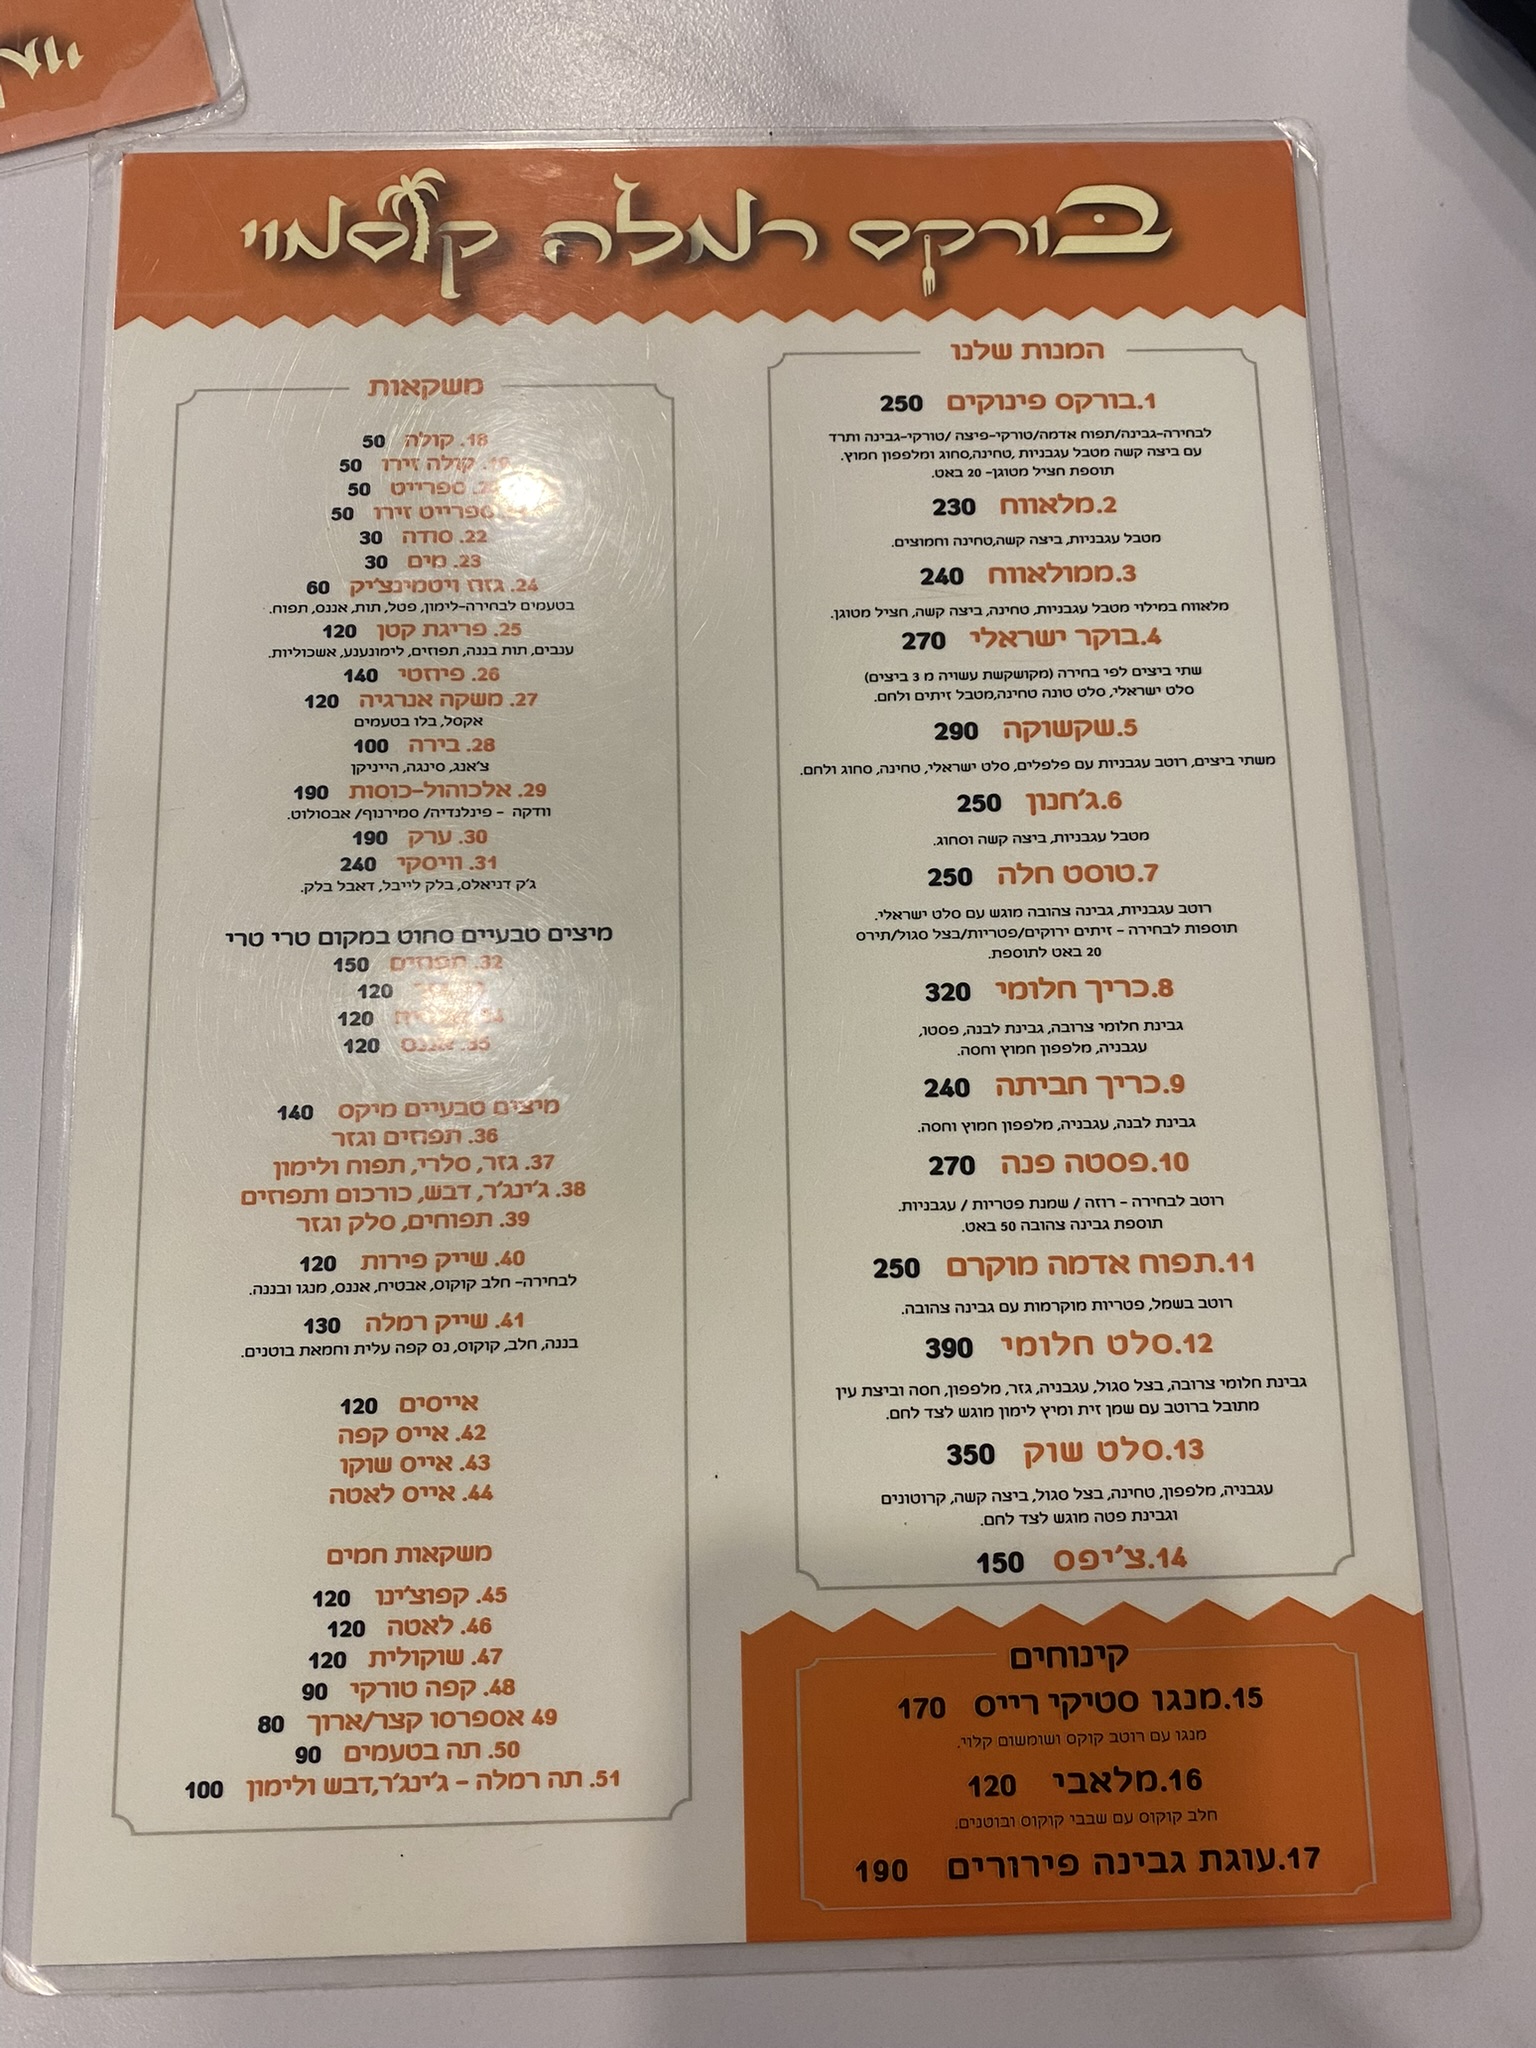 בורקס רמלה קוסמוי
המנות שלנו
1.בורקס פינוקים 250
לבחירה-גבינה/תפוח אדמה/טורקי-פיצה /טורקי-גבינה ותרד
עם ביצה קשה מטבל עגבניות ,טחינה,סחוג ומלפפון חמוץ.
תוספת חציל מטוגן- 20 באט.
2.מלאווח 230
מטבל עגבניות, ביצה קשה,טחינה וחמוצים.
3.ממולאווח 240
מלאווח במילוי מטבל עגבניות, טחינה, ביצה קשה, חציל מטוגן.
4.בוקר ישראלי 270
שתי ביצים לפי בחירה (מקושקשת עשויה מ 3 ביצים)
סלט ישראלי, סלט טונה טחינה,מטבל זיתים ולחם.
5.שקשוקה 290
משתי ביצים, רוטב עגבניות עם פלפלים, סלט ישראלי, טחינה, סחוג ולחם.
6.ג'חנון 250
מטבל עגבניות, ביצה קשה וסחוג.
7.טוסט חלה 250
רוטב עגבניות, גבינה צהובה מוגש עם סלט ישראלי.
תוספות לבחירה - זיתים ירוקים/פטריות/בצל סגול/תירס
20 באט לתוספת.
8.כריך חלומי 320
גבינת חלומי צרובה, גבינת לבנה, פסטו,
עגבניה, מלפפון חמוץ וחסה.
9.כריך חביתה 240
גבינת לבנה, עגבניה, מלפפון חמוץ וחסה.
10.פסטה פנה 270
רוטב לבחירה - רוזה / שמנת פטריות / עגבניות.
תוספת גבינה צהובה 50 באט.
11.תפוח אדמה מוקרם 250
רוטב בשמל, פטריות מוקרמות עם גבינה צהובה.
12.סלט חלומי 390
גבינת חלומי צרובה, בצל סגול, עגבניה, גזר, מלפפון, חסה וביצת עין
מתובל ברוטב עם שמן זית ומיץ לימון מוגש לצד לחם.
13.סלט שוק 350
עגבניה, מלפפון, טחינה, בצל סגול, ביצה קשה, קרוטונים
וגבינת פטה מוגש לצד לחם.
14.צ'יפס 150
קינוחים
15.מנגו סטיקי רייס 170
מנגו עם רוטב קוקס ושומשום קלוי.
16.מלאבי 120
חלב קוקוס עם שבבי קוקוס ובוטנים.
17.עוגת גבינה פירורים 190
משקאות
18. קולה 50
19. קולה זירו 50
ספרייט 50
ספרייט זירו 50
22. סודה 30
23. מים 30
24. גזוז ויטמינצ'יק 60
בטעמים לבחירה-לימון, פטל, תות, אננס, תפוח.
25. פריגת קטן 120
ענבים, תות בננה, תפוזים, לימונענע, אשכוליות.
26. פיוזטי 140
27. משקה אנרגיה 120
אקסל, בלו בטעמים
28. בירה 100
צ'אנג, סינגה, הייניקן
29. אלכוהול-כוסות 190
וודקה - פינלנדיה/ סמירנוף/ אבסולוט.
30. ערק 190
31. וויסקי 240
ג'ק דניאלס, בלק לייבל, דאבל בלק.
מיצים טבעיים סחוט במקום טרי טרי
32. תפוזים 150
120
120
35. אננס 120
מיצים טבעיים מיקס 140
36. תפוזים וגזר
37. גזר, סלרי, תפוח ולימון
38. ג'ינג'ר, דבש, כורכום ותפוזים
39. תפוחים, סלק וגזר
40. שייק פירות 120
לבחירה- חלב קוקוס, אבטיח, אננס, מנגו ובננה.
41. שייק רמלה 130
בננה, חלב, קוקוס, נס קפה עלית וחמאת בוטנים.
אייסים 120
42. אייס קפה
43. אייס שוקו
44. אייס לאטה
משקאות חמים
45. קפוצ'ינו 120
46. לאטה 120
47. שוקולית 120
48. קפה טורקי 90
49 אספרסו קצר/ארוך 80
50. תה בטעמים 90
51. תה רמלה - ג'ינג'ר,דבש ולימון 100